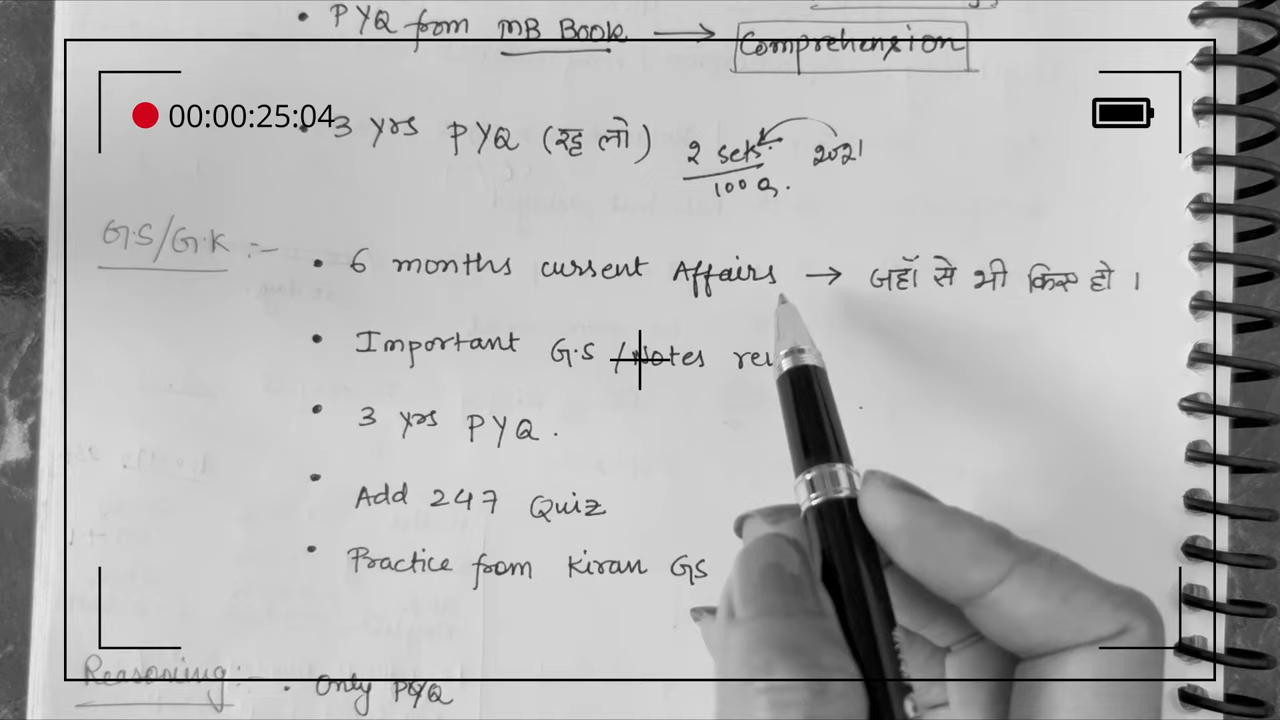 • PYQ from MB Book → Comprehension
00:00:25:04
• 3 yrs PYQ (रट्ट लो) 2 sets 2021
100 Q.
G.S/G.K :-
• 6 months current Affairs → जहाँ से भी किए हो ।
• Important G.S / Notes
• 3 yrs PYQ.
• Add 247 Quiz
• Practice from Kiran GS
Reasoning:- • Only PYQ